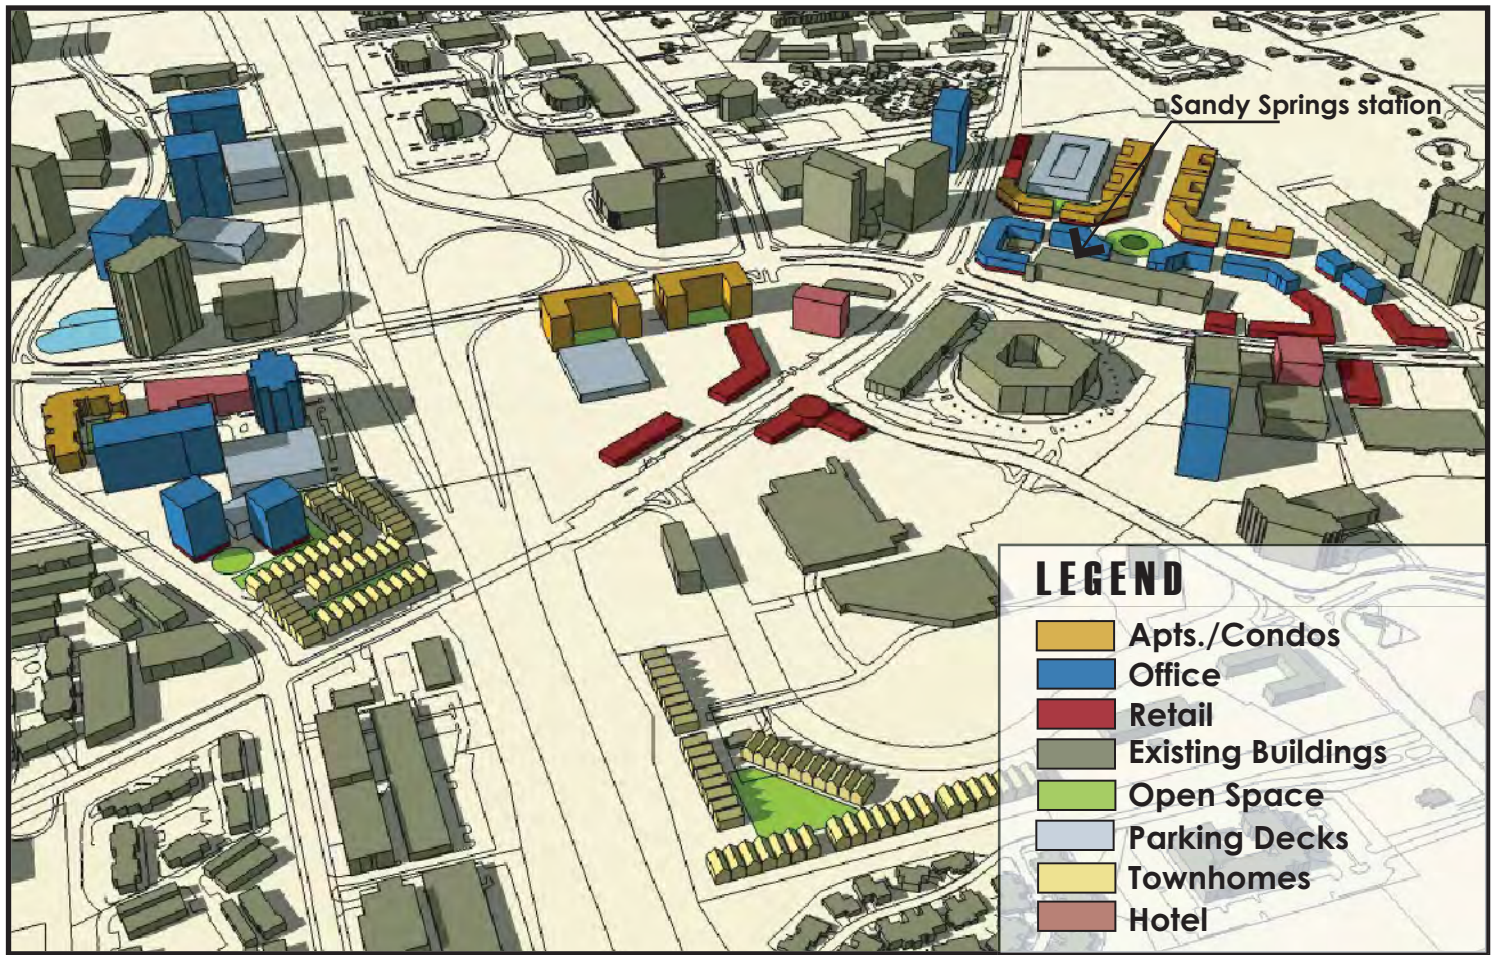 Sandy Springs station
LEGEND
Apts./Condos
Office
Retail
Existing Buildings
Open Space
Parking Decks
Townhomes
Hotel